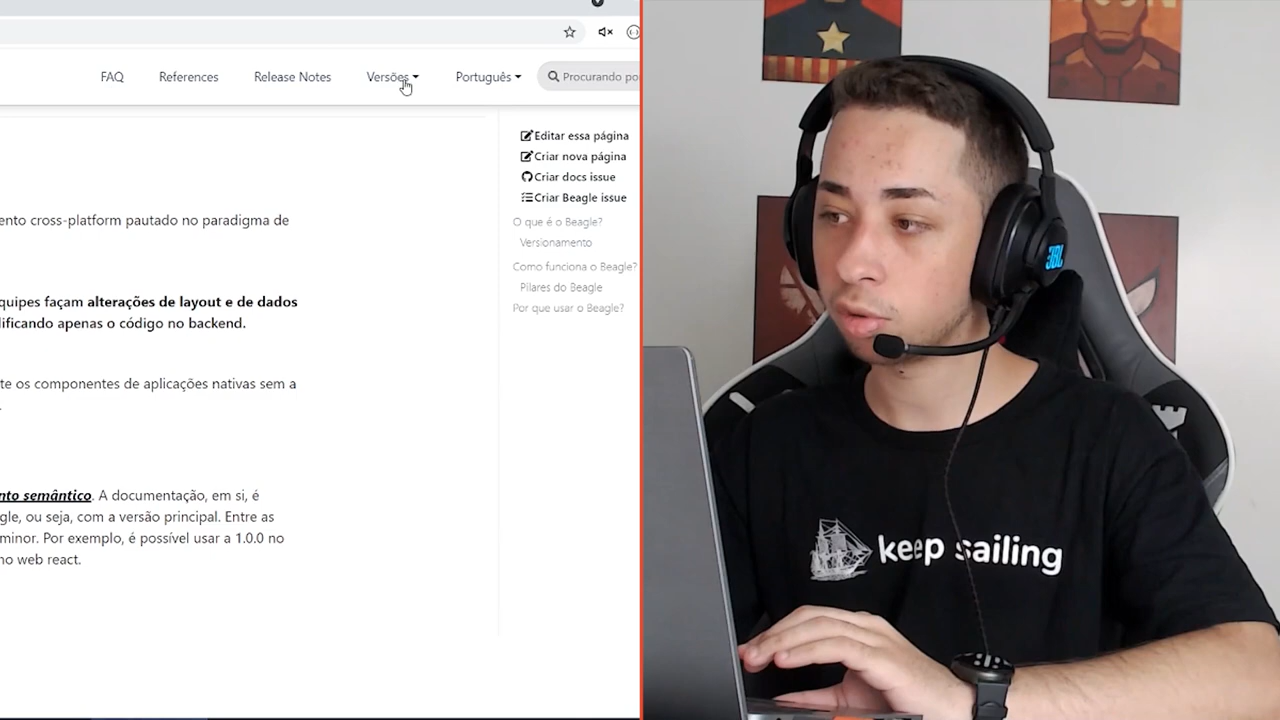 FAQ
References
Release Notes
Versões
Português
Procurando po
Editar essa página
Criar nova página
Criar docs issue
Criar Beagle issue
O que é o Beagle?
Versionamento
Como funciona o Beagle?
Pilares do Beagle
Por que usar o Beagle?
ento cross-platform pautado no paradigma de
quipes façam alterações de layout e de dados
lificando apenas o código no backend.
te os componentes de aplicações nativas sem a
.
nto semântico. A documentação, em si, é
gle, ou seja, com a versão principal. Entre as
minor. Por exemplo, é possível usar a 1.0.0 no
no web react.
JBL
keep sailing